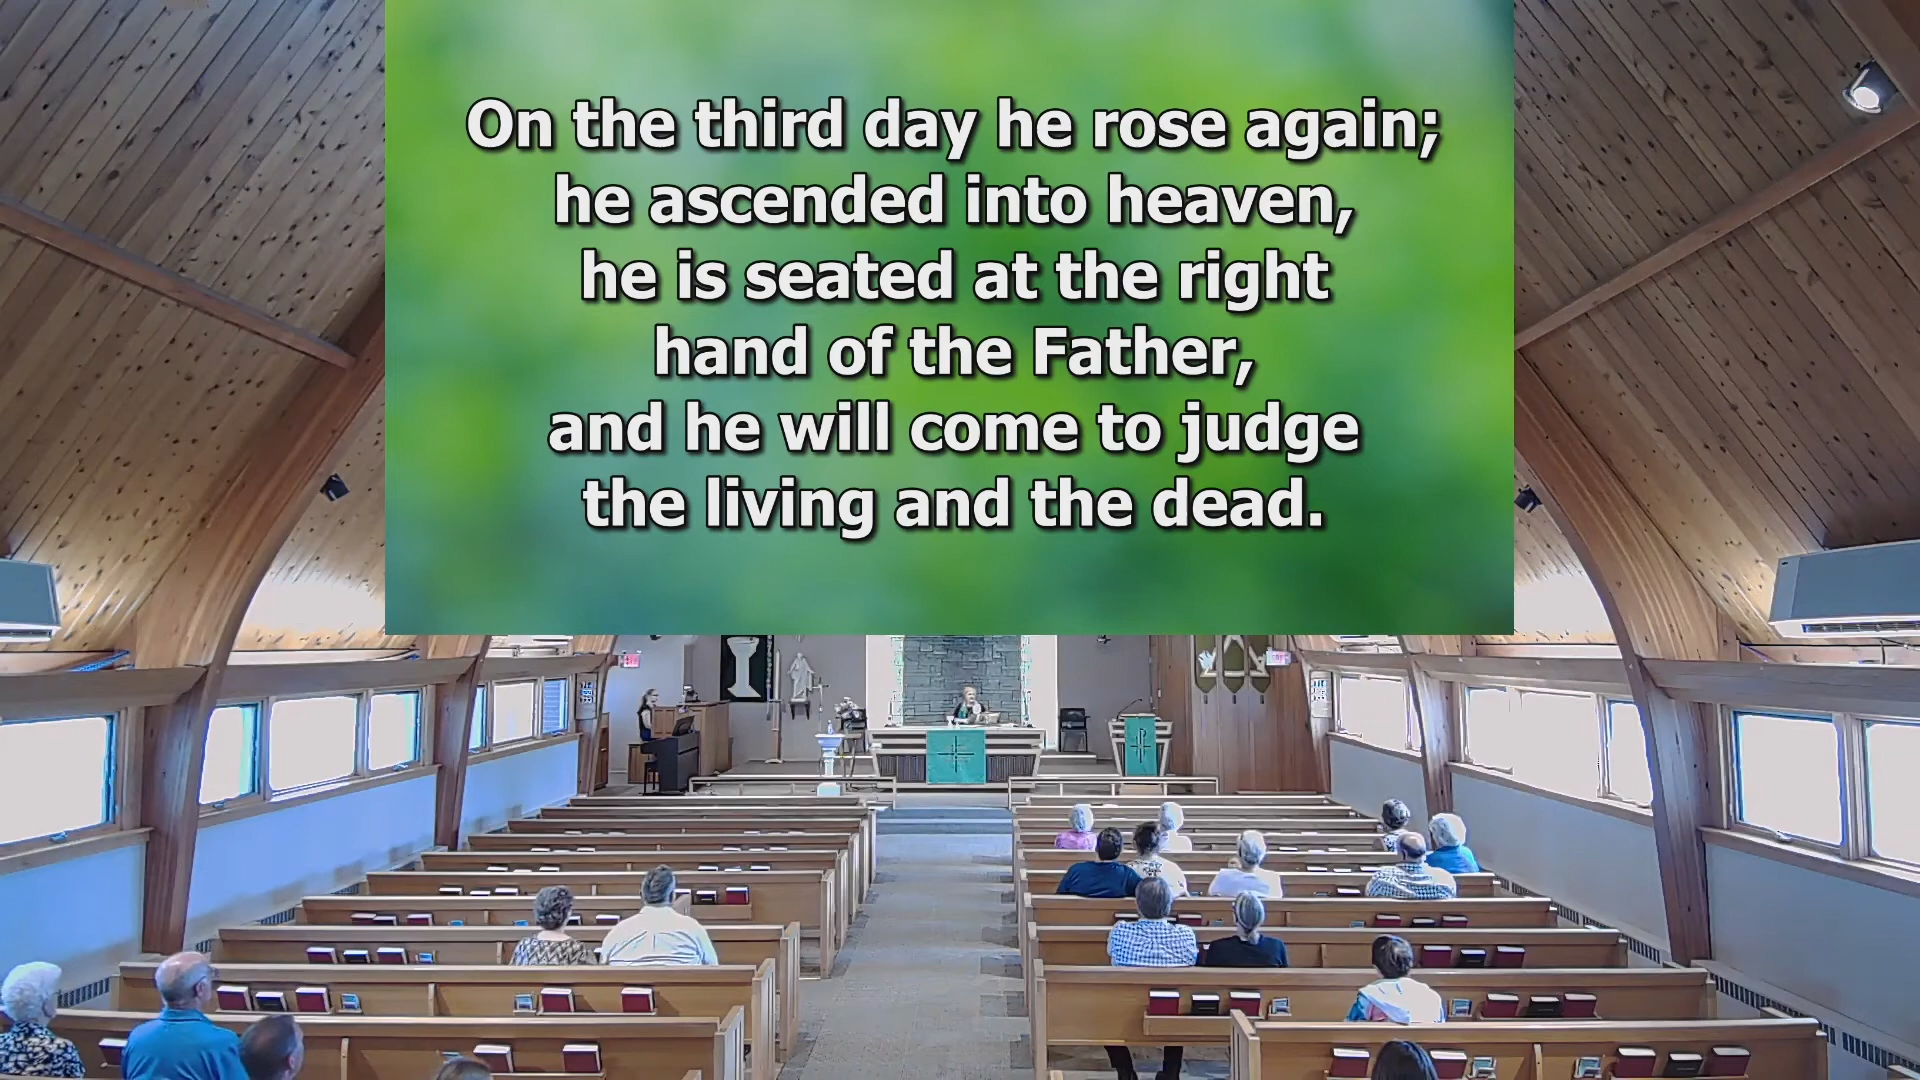 On the third day he rose again;
he ascended into heaven,
he is seated at the right
hand of the Father,
and he will come to judge
the living and the dead.